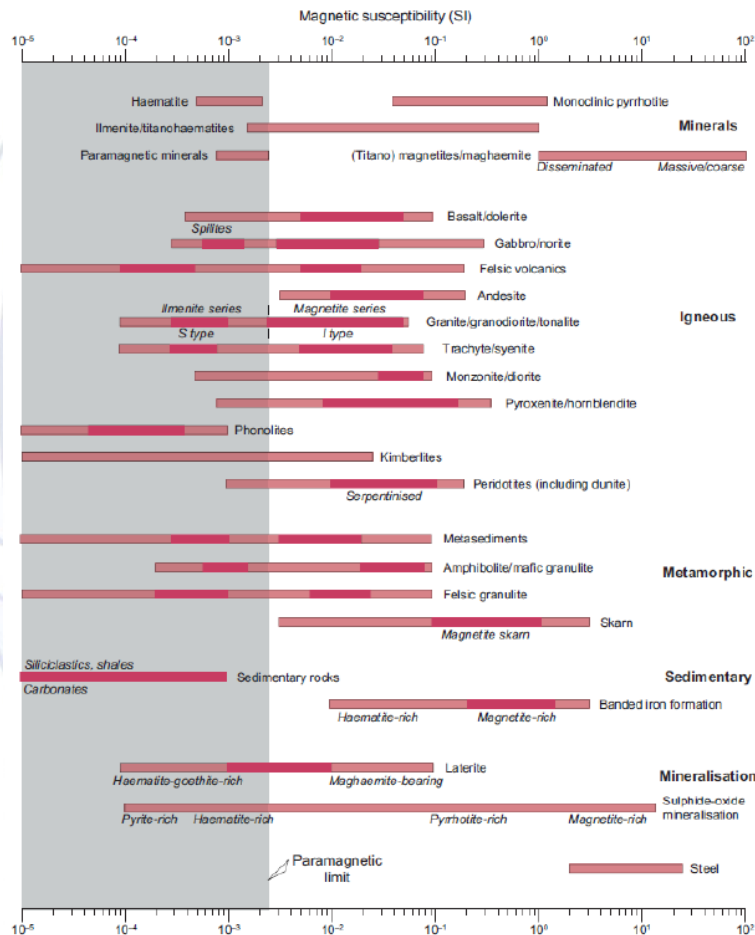 Magnetic susceptibility (SI)
10⁻⁵ 10⁻⁴ 10⁻³ 10⁻² 10⁻¹ 10⁰ 10¹ 10²
Haematite
Monoclinic pyrrhotite
Ilmenite/titanohaematites
Minerals
Paramagnetic minerals
(Titano) magnetites/maghaemite
Disseminated
Massive/coarse
Basalt/dolerite
Spilites
Gabbro/norite
Felsic volcanics
Andesite
Ilmenite series
Magnetite series
Igneous
Granite/granodiorite/tonalite
S type
I type
Trachyte/syenite
Monzonite/diorite
Pyroxenite/hornblendite
Phonolites
Kimberlites
Peridotites (including dunite)
Serpentinised
Metasediments
Amphibolite/mafic granulite
Metamorphic
Felsic granulite
Skarn
Magnetite skarn
Siliciclastics, shales
Sedimentary rocks
Sedimentary
Carbonates
Banded iron formation
Haematite-rich
Magnetite-rich
Laterite
Mineralisation
Haematite-goethite-rich
Maghaemite-bearing
Sulphide-oxide
mineralisation
Pyrite-rich
Haematite-rich
Pyrrhotite-rich
Magnetite-rich
Paramagnetic
limit
Steel
10⁻⁵ 10⁻⁴ 10⁻³ 10⁻² 10⁻¹ 10⁰ 10¹ 10²